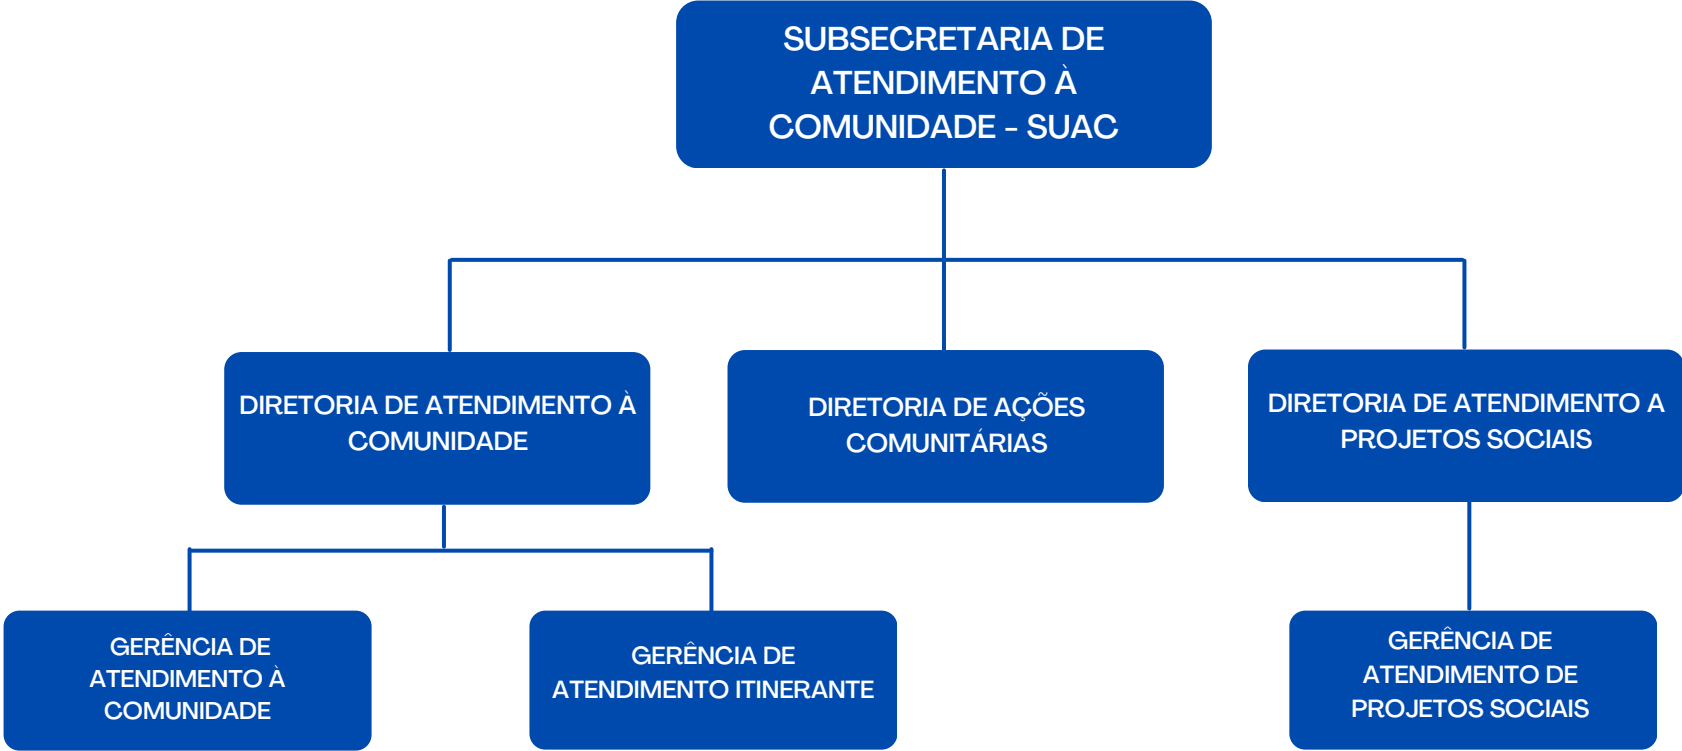 SUBSECRETARIA DE
ATENDIMENTO À
COMUNIDADE - SUAC
DIRETORIA DE ATENDIMENTO À
COMUNIDADE
DIRETORIA DE AÇÕES
COMUNITÁRIAS
DIRETORIA DE ATENDIMENTO A
PROJETOS SOCIAIS
GERÊNCIA DE
ATENDIMENTO À
COMUNIDADE
GERÊNCIA DE
ATENDIMENTO ITINERANTE
GERÊNCIA DE
ATENDIMENTO DE
PROJETOS SOCIAIS